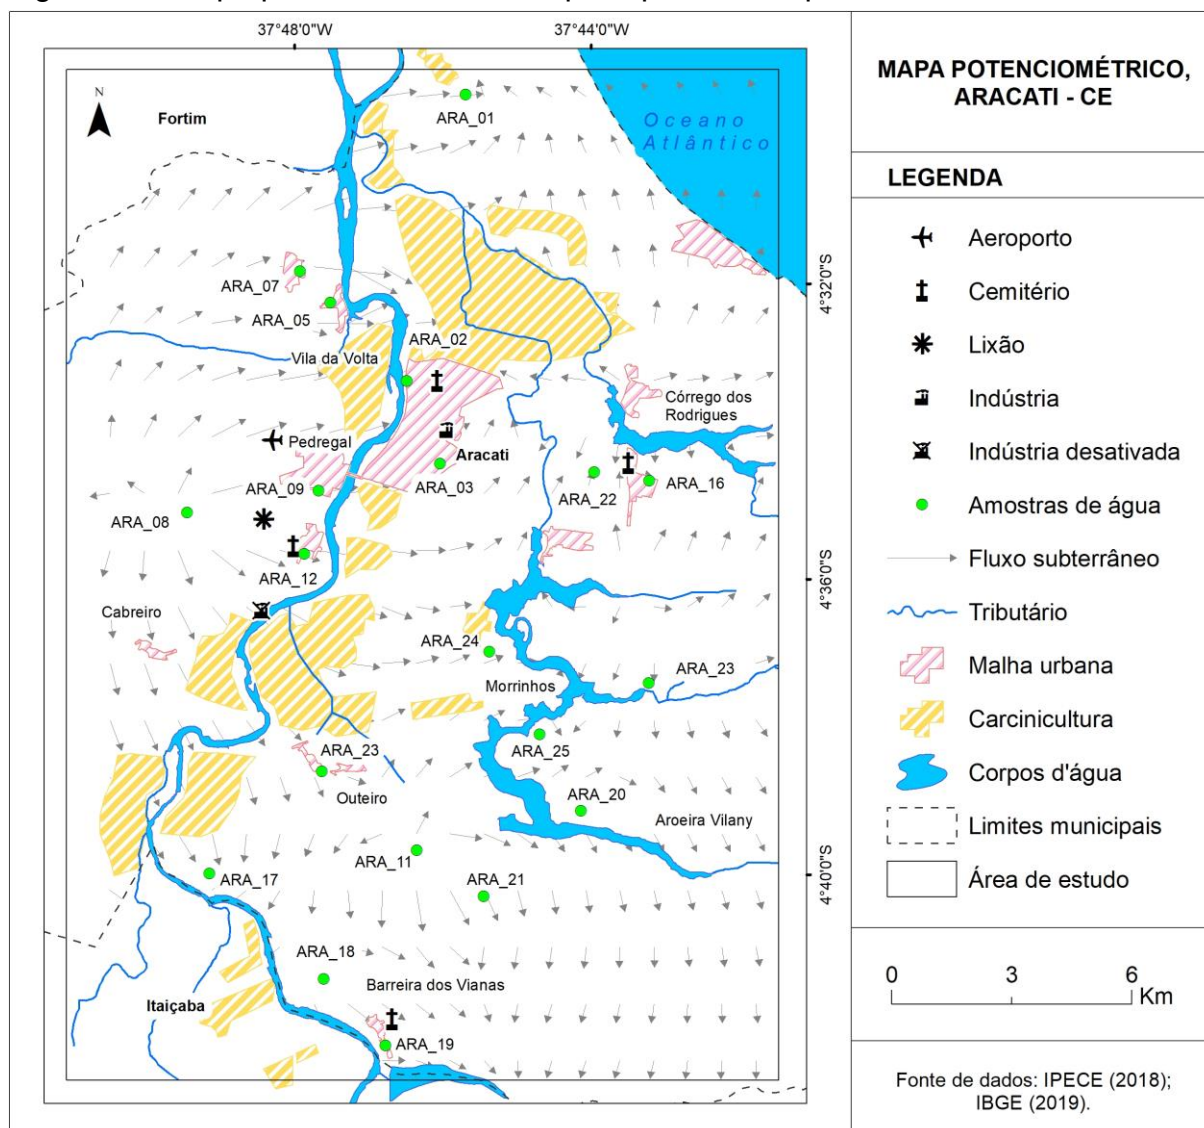 37°48'0"W
37°44'0"W
MAPA POTENCIOMÉTRICO,
ARACATI - CE
N
Fortim
ARA_01
Oceano
Atlântico
LEGENDA
Aeroporto
Cemitério
Lixão
Indústria
Indústria desativada
Amostras de água
Fluxo subterrâneo
Tributário
Malha urbana
Carcinicultura
Corpos d'água
Limites municipais
Área de estudo
ARA_07
ARA_05
4°32'0"S
ARA_02
Vila da Volta
Córrego dos
Rodrigues
Pedregal
Aracati
ARA_09
ARA_03
ARA_22
ARA_16
ARA_08
ARA_12
4°36'0"S
Cabreiro
ARA_24
ARA_23
Morrinhos
ARA_23
ARA_25
Outeiro
ARA_20
Aroeira Vilany
ARA_11
ARA_17
ARA_21
4°40'0"S
ARA_18
Barreira dos Vianas
Itaiçaba
ARA_19
0
3
6
Km
Fonte de dados: IPECE (2018);
IBGE (2019).